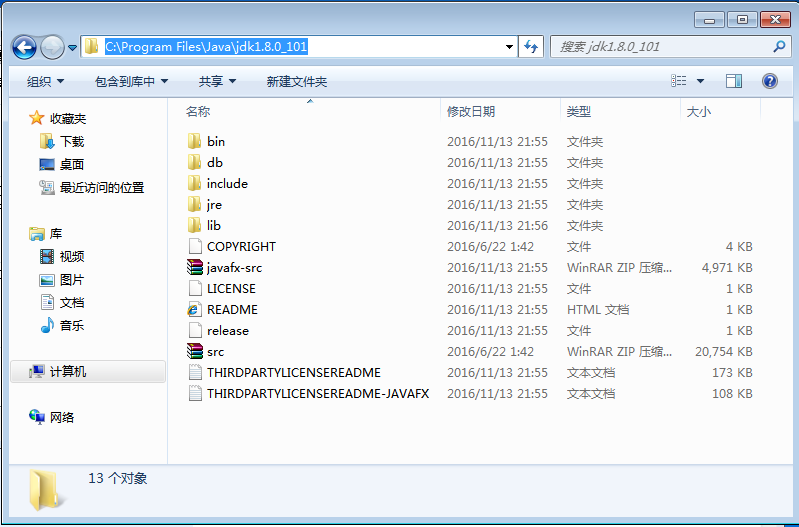 C:\Program Files\Java\jdk1.8.0_101
搜索 jdk1.8.0_101
组织 包含到库中 共享 新建文件夹
名称 修改日期 类型 大小
收藏夹
下载
桌面
最近访问的位置
库
视频
图片
文档
音乐
计算机
网络
bin 2016/11/13 21:55 文件夹
db 2016/11/13 21:55 文件夹
include 2016/11/13 21:55 文件夹
jre 2016/11/13 21:55 文件夹
lib 2016/11/13 21:56 文件夹
COPYRIGHT 2016/6/22 1:42 文件 4 KB
javafx-src 2016/11/13 21:55 WinRAR ZIP 压缩... 4,971 KB
LICENSE 2016/11/13 21:55 文件 1 KB
README 2016/11/13 21:55 HTML 文档 1 KB
release 2016/11/13 21:55 文件 1 KB
src 2016/6/22 1:42 WinRAR ZIP 压缩... 20,754 KB
THIRDPARTYLICENSEREADME 2016/11/13 21:55 文本文档 173 KB
THIRDPARTYLICENSEREADME-JAVAFX 2016/11/13 21:55 文本文档 108 KB
13 个对象